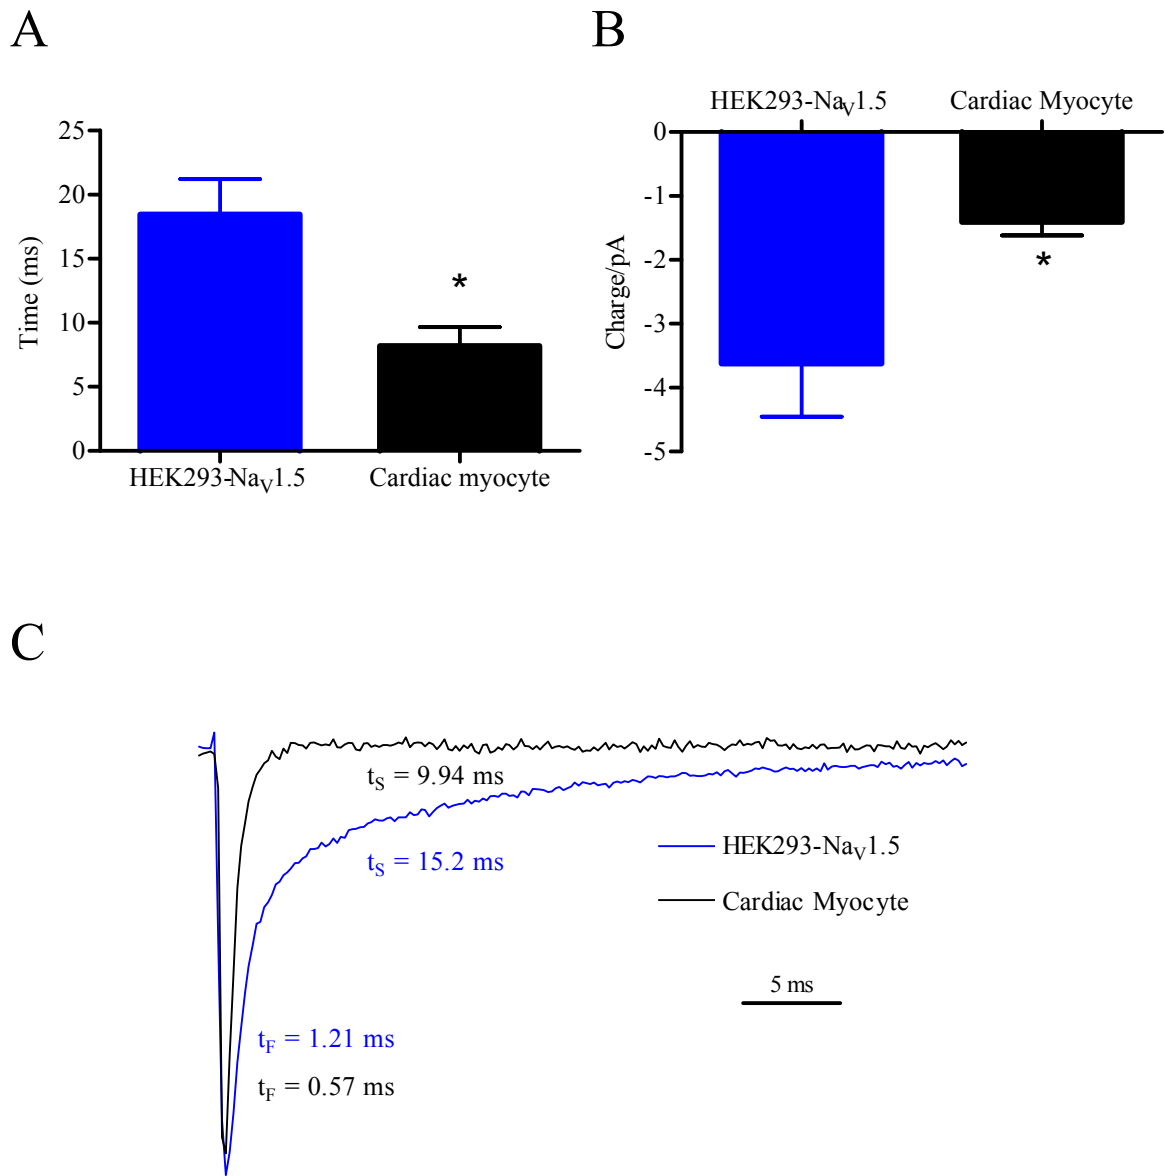 A
B
25
20
15
10
5
0
Time (ms)
*
HEK293-NaV1.5
Cardiac myocyte
HEK293-NaV1.5
Cardiac Myocyte
0
-1
-2
-3
-4
-5
Charge/pA
*
C
tS = 9.94 ms
tS = 15.2 ms
HEK293-NaV1.5
Cardiac Myocyte
5 ms
tF = 1.21 ms
tF = 0.57 ms